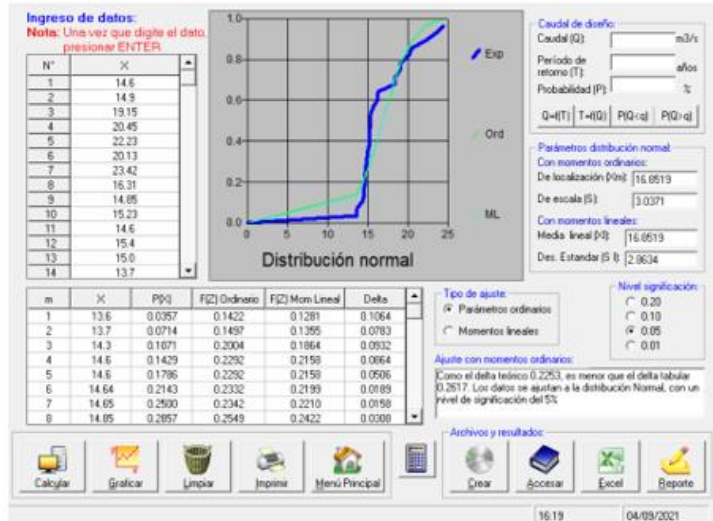 Ingreso de datos:
Nota: Una vez que digite el dato,
presionar ENTER
N° X
1 14.6
2 14.9
3 19.15
4 20.45
5 22.23
6 20.13
7 23.42
8 16.31
9 14.85
10 15.23
11 14.6
12 15.4
13 15.0
14 13.7
1.0
0.8
0.6
0.4
0.2
0.0
0 5 10 15 20 25
Exp
Ord
ML
Distribución normal
Caudal de diseño:
Caudal (Q): m3/s
Período de
retorno (T): años
Probabilidad (P): %
Q=f(T) T=f(Q) P(Q<q) P(Q>q)
Parámetros distribución normal:
Con momentos ordinarios:
De localización (Xm): 16.8519
De escala (S): 3.0371
Con momentos lineales:
Media lineal (Xl): 16.8519
Des. Estandar (S l): 2.8634
m X P(X) F(Z) Ordinario F(Z) Mom Lineal Delta
1 13.6 0.0357 0.1422 0.1281 0.1064
2 13.7 0.0714 0.1497 0.1355 0.0783
3 14.3 0.1071 0.2004 0.1864 0.0932
4 14.6 0.1429 0.2292 0.2158 0.0864
5 14.6 0.1786 0.2292 0.2158 0.0506
6 14.64 0.2143 0.2332 0.2199 0.0189
7 14.65 0.2500 0.2342 0.2210 0.0158
8 14.85 0.2857 0.2549 0.2422 0.0308
Tipo de ajuste:
Parámetros ordinarios
Momentos lineales
Nivel significación:
0.20
0.10
0.05
0.01
Ajuste con momentos ordinarios:
Como el delta teórico 0.2253, es menor que el delta tabular
0.2617. Los datos se ajustan a la distribución Normal, con un
nivel de significación del 5%
Archivos y resultados:
Calcular Graficar Limpiar Imprimir Menú Principal Crear Accesar Excel Reporte
16:19 04/09/2021